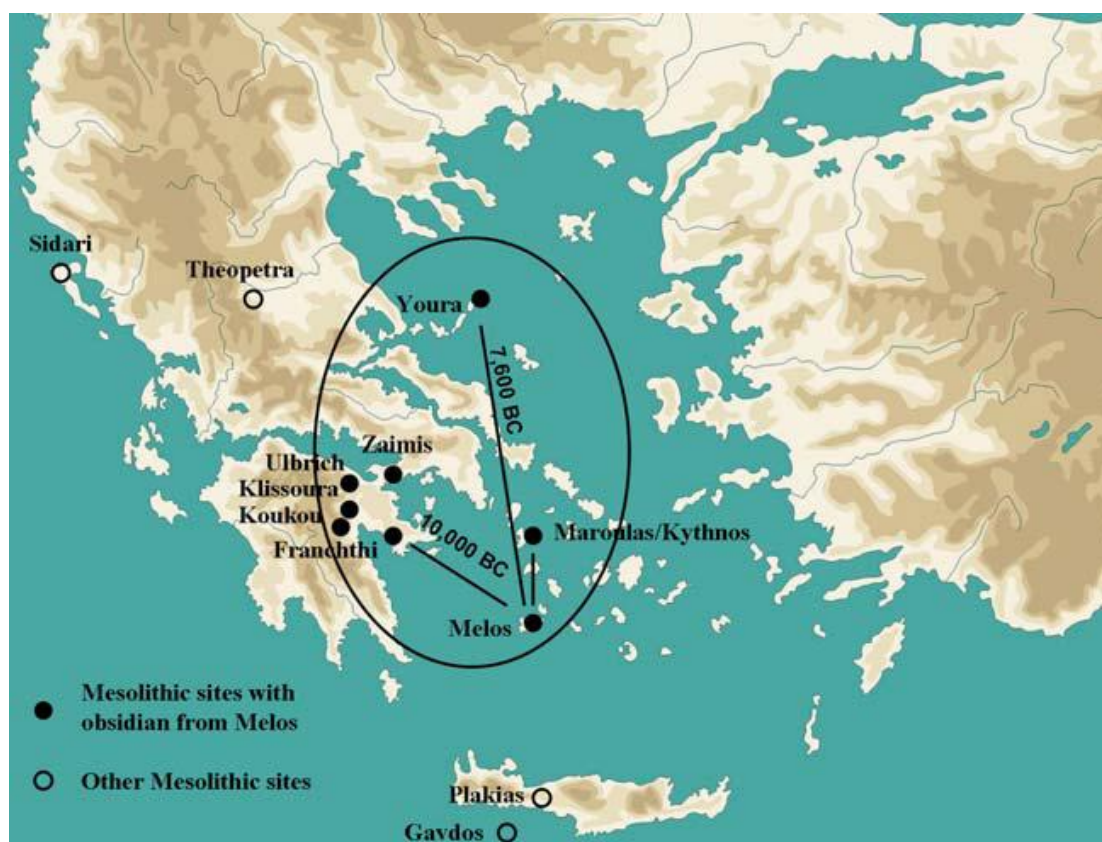 Sidari
Theopetra
Youra
7,600 BC
Zaimis
Ulbrich
Klissoura
Koukou
Franchthi
10,000 BC
Maroulas/Kythnos
Melos
Mesolithic sites with
obsidian from Melos
Other Mesolithic sites
Plakias
Gavdos